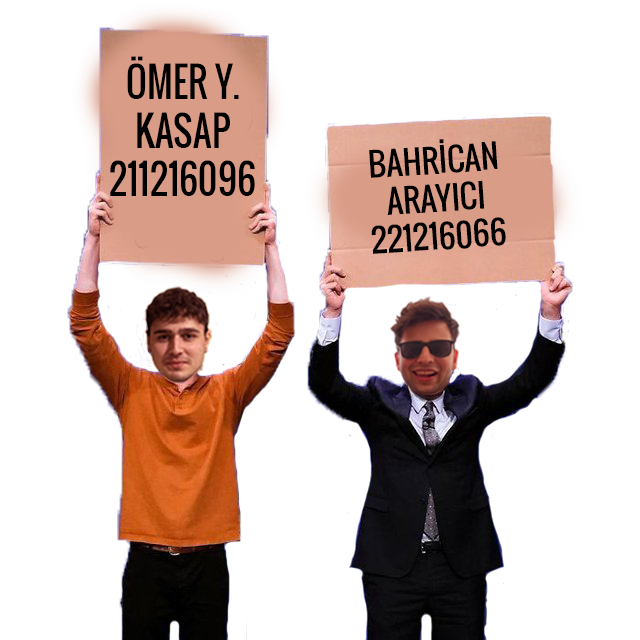 ÖMER Y.
KASAP
211216096
BAHRİCAN
ARAYICI
221216066